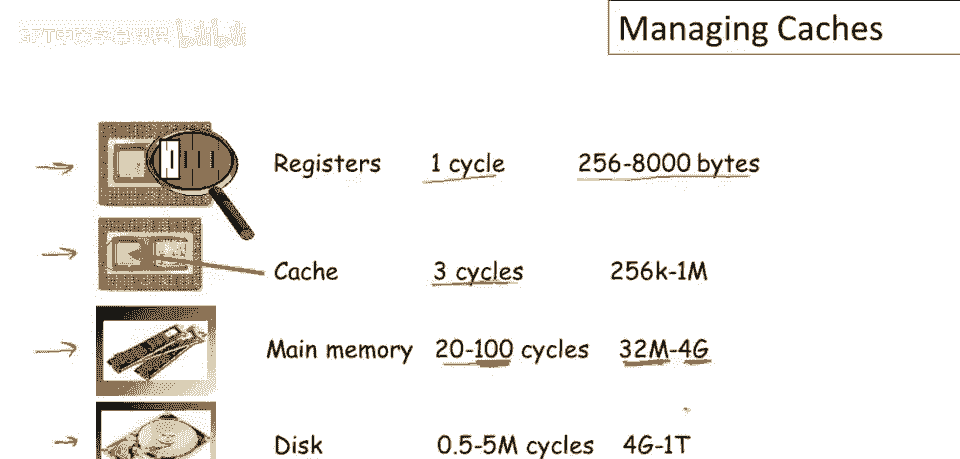 Managing Caches
Registers 1 cycle 256-8000 bytes
Cache 3 cycles 256k-1M
Main memory 20-100 cycles 32M-4G
Disk 0.5-5M cycles 4G-1T